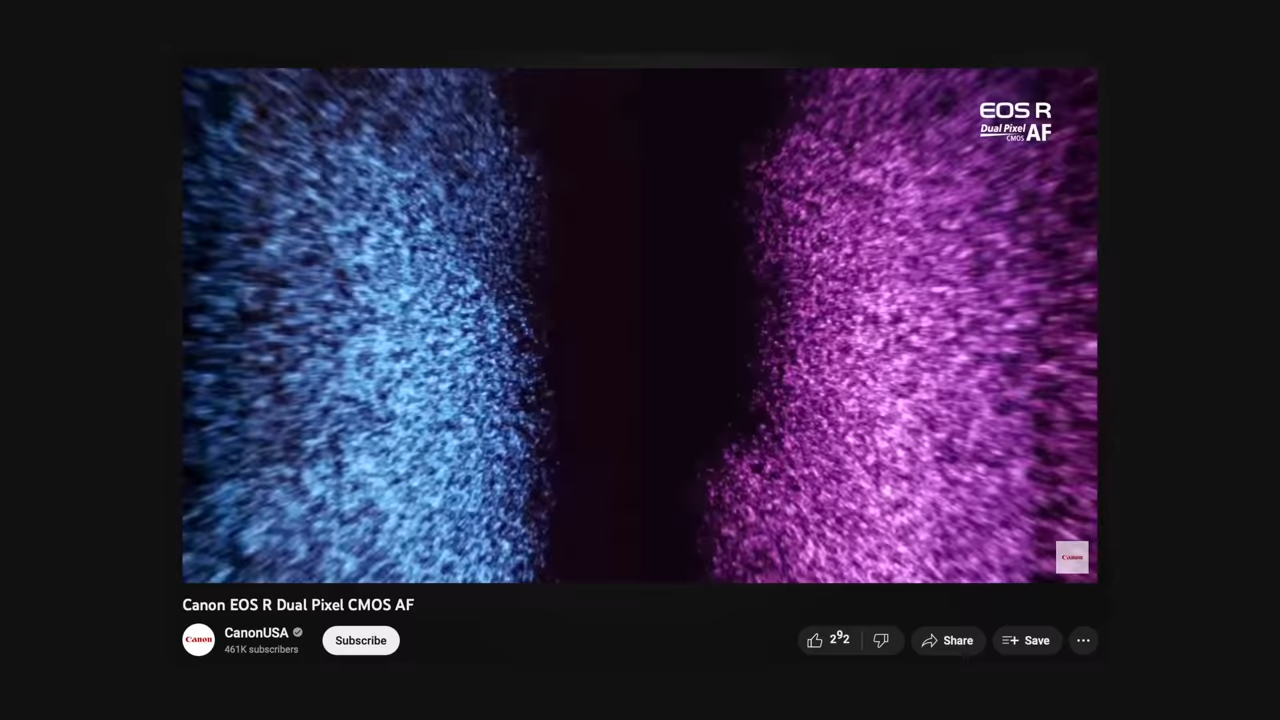 EOS R
Dual Pixel
CMOS AF
Canon
Canon EOS R Dual Pixel CMOS AF
Canon
CanonUSA
461K subscribers
Subscribe
292
Share
Save